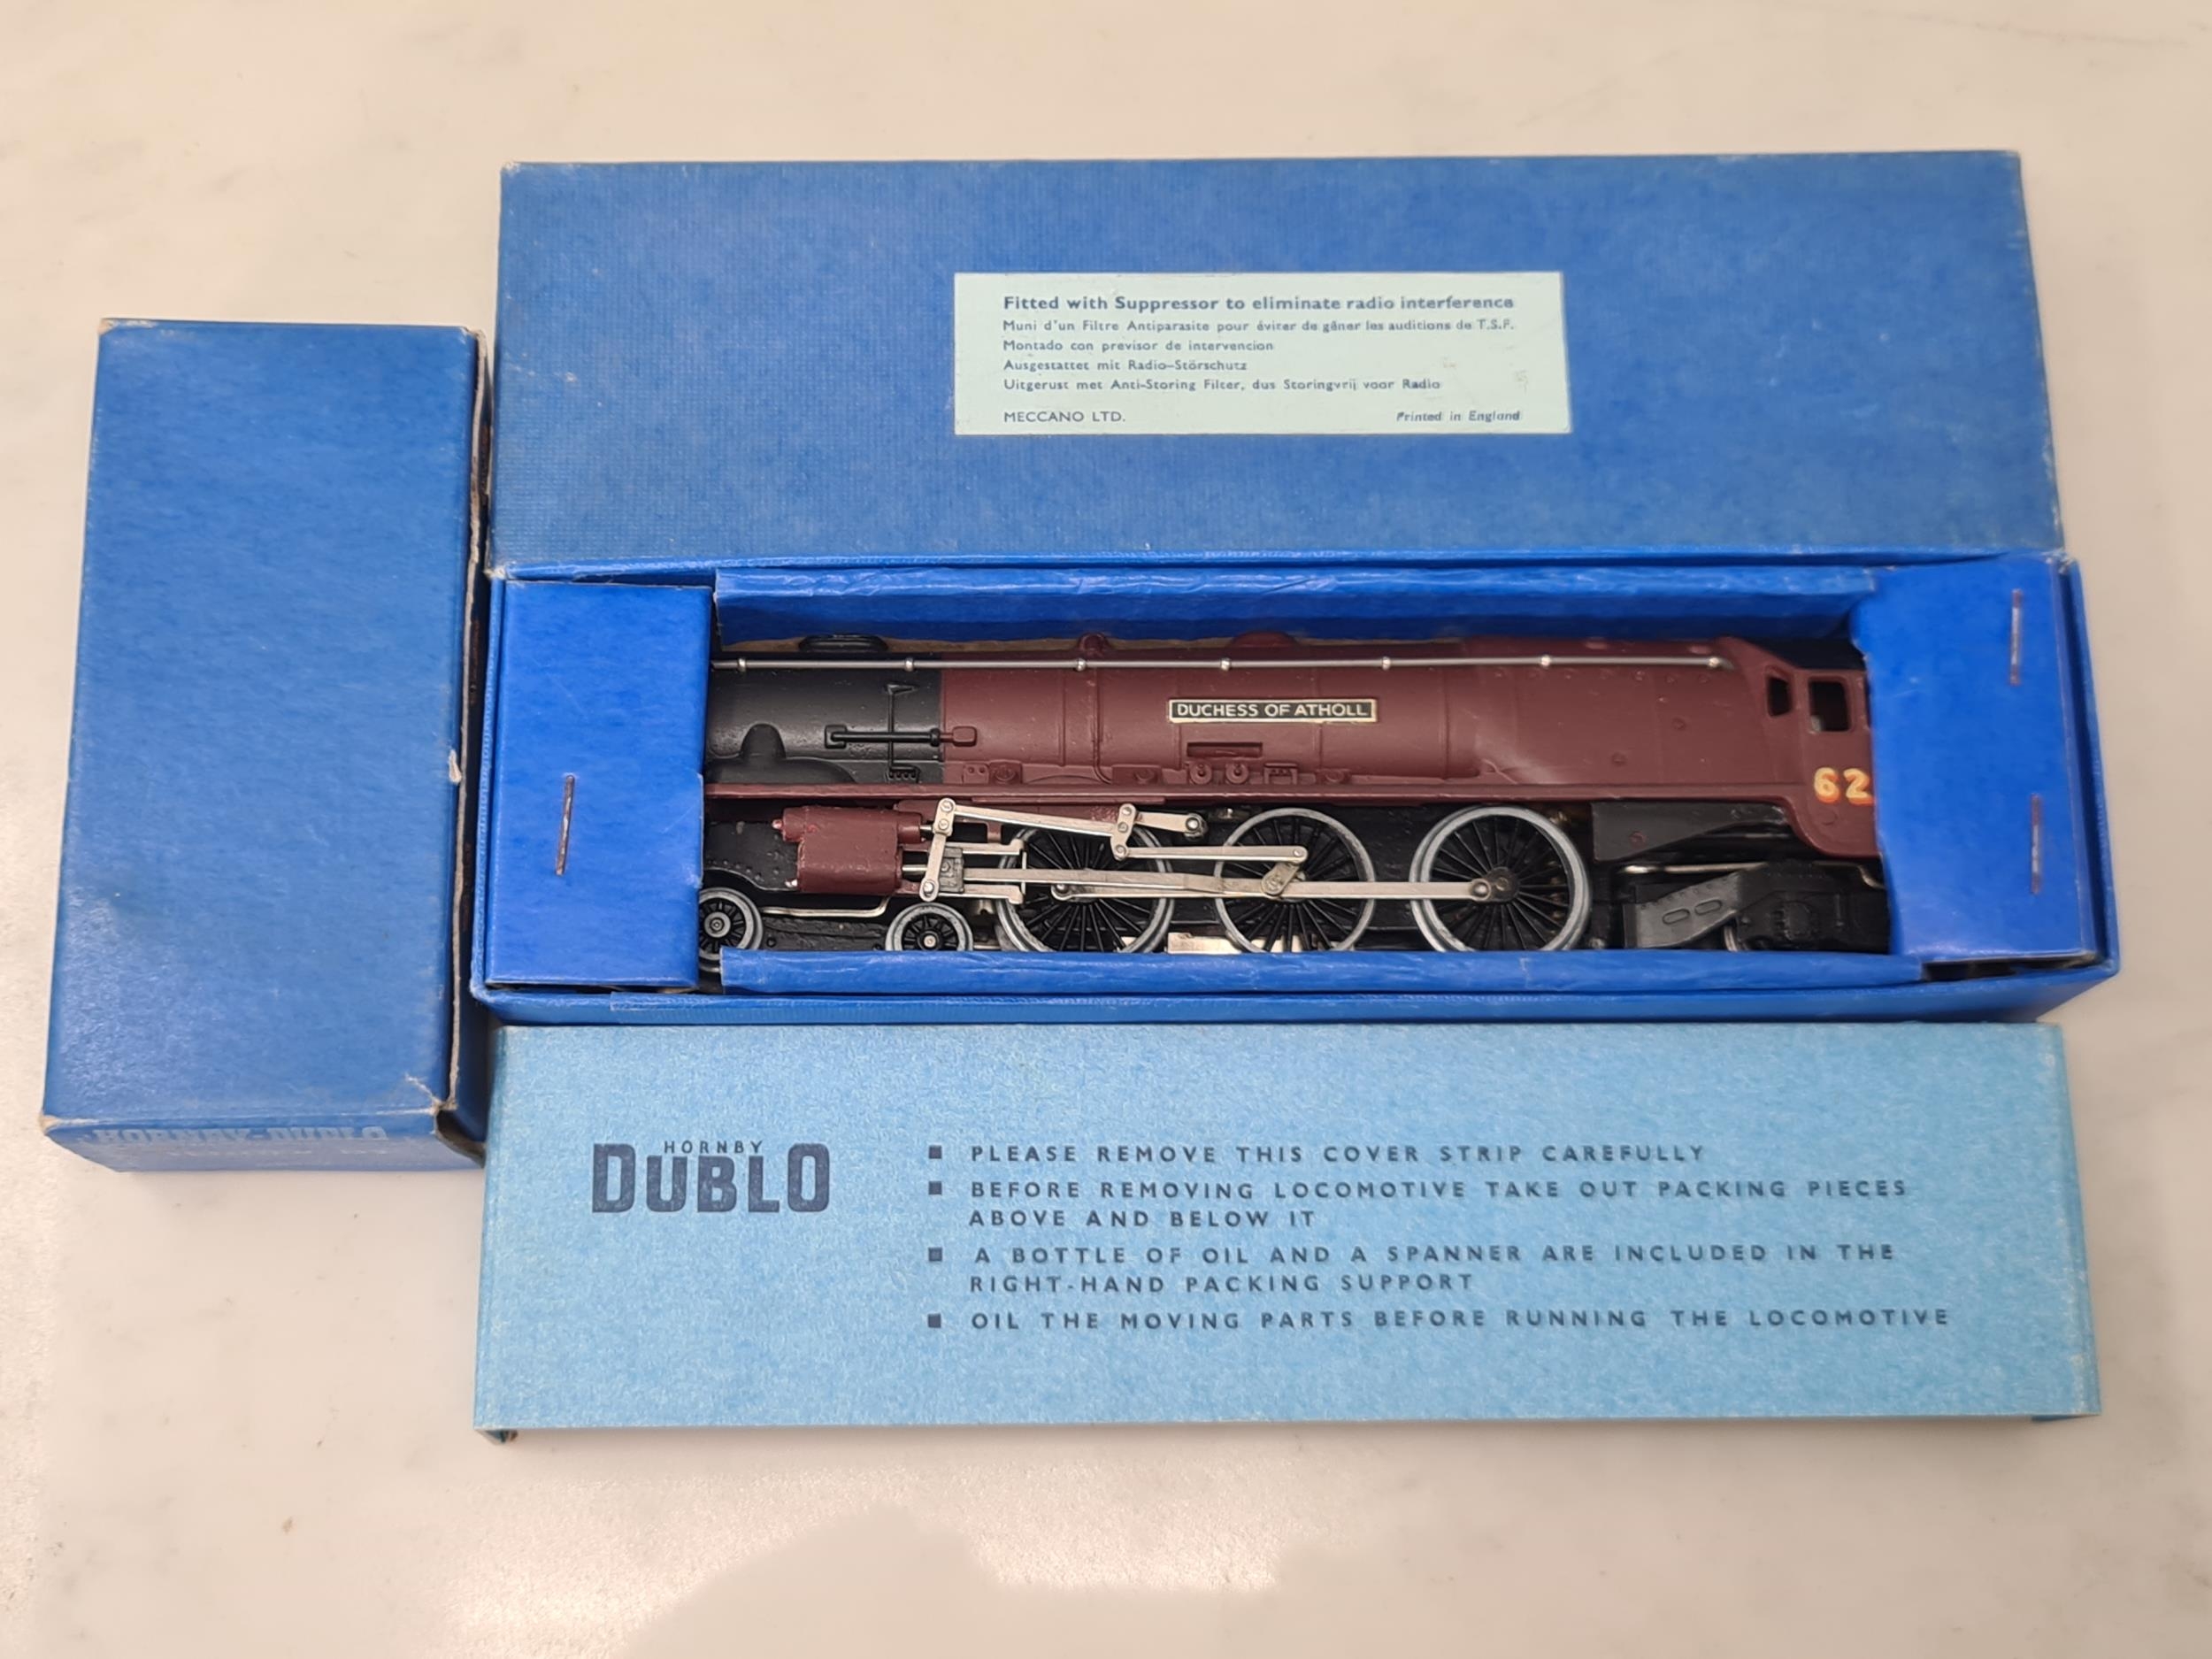 Fitted with Suppressor to eliminate radio interference
Muni d'un Filtre Antiparasite pour éviter de gâner les auditions de T.S.F.
Montado con previsor de intervencion
Ausgestattet mit Radio-Störschutz
Uitgerust met Anti-Storing Filter, dus Storingvrij voor Radio
MECCANO LTD. Printed in England
DUCHESS OF ATHOLL
62
HORNBY-DUBLO
HORNBY
DUBLO
■ PLEASE REMOVE THIS COVER STRIP CAREFULLY
■ BEFORE REMOVING LOCOMOTIVE TAKE OUT PACKING PIECES
ABOVE AND BELOW IT
■ A BOTTLE OF OIL AND A SPANNER ARE INCLUDED IN THE
RIGHT-HAND PACKING SUPPORT
■ OIL THE MOVING PARTS BEFORE RUNNING THE LOCOMOTIVE